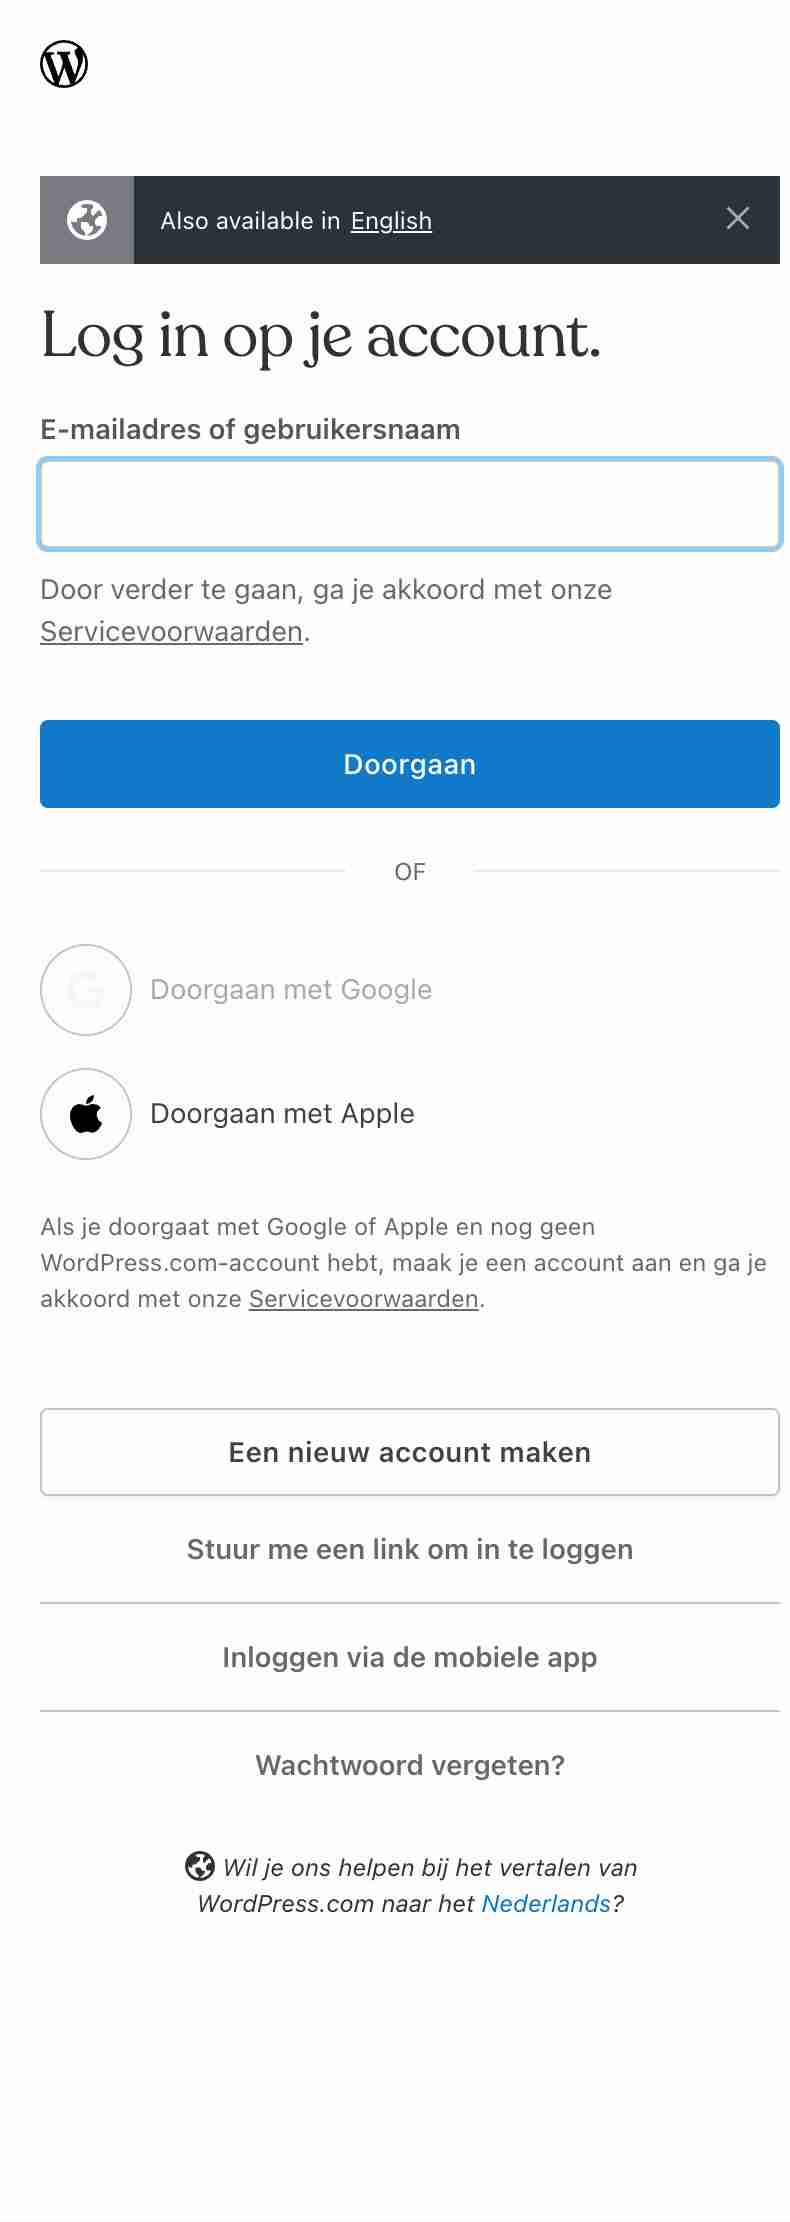 Also available in English
Log in op je account.
E-mailadres of gebruikersnaam
Door verder te gaan, ga je akkoord met onze
Servicevoorwaarden.
Doorgaan
OF
Doorgaan met Google
Doorgaan met Apple
Als je doorgaat met Google of Apple en nog geen
WordPress.com-account hebt, maak je een account aan en ga je
akkoord met onze Servicevoorwaarden.
Een nieuw account maken
Stuur me een link om in te loggen
Inloggen via de mobiele app
Wachtwoord vergeten?
Wil je ons helpen bij het vertalen van
WordPress.com naar het Nederlands?